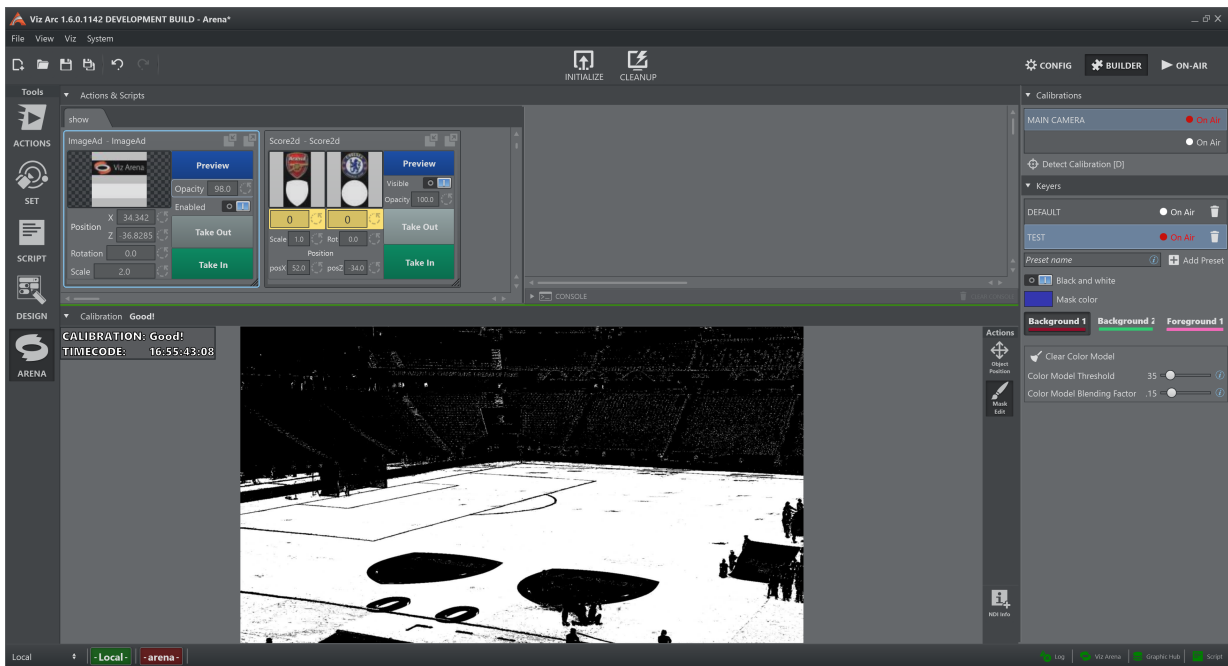 Viz Arc 1.6.0.1142 DEVELOPMENT BUILD - Arena*
File View Viz System
INITIALIZE CLEANUP
CONFIG BUILDER ON-AIR
Tools
ACTIONS
SET
SCRIPT
DESIGN
ARENA
Actions & Scripts
show
ImageAd - ImageAd
Viz Arena
Preview
Opacity 98.0
Enabled
Position X 34.342
Z -36.8285
Take Out
Rotation 0.0
Scale 2.0
Take In
Score2d - Score2d
Arsenal
Preview
Visible
Opacity 100.0
0 0
Take Out
Scale 1.0 Rot 0.0
Position
posX 52.0 posZ -34.0
Take In
CONSOLE
Calibration Good!
CALIBRATION: Good!
TIMECODE: 16:55:43:08
Actions
Object
Position
Mask
Edit
NDI Info
Calibrations
MAIN CAMERA On Air
On Air
Detect Calibration [D]
Keyers
DEFAULT On Air
TEST On Air
Preset name Add Preset
Black and white
Mask color
Background 1 Background 2 Foreground 1
Clear Color Model
Color Model Threshold 35
Color Model Blending Factor .15
Local - Local - - arena -
Log Viz Arena Graphic Hub Script